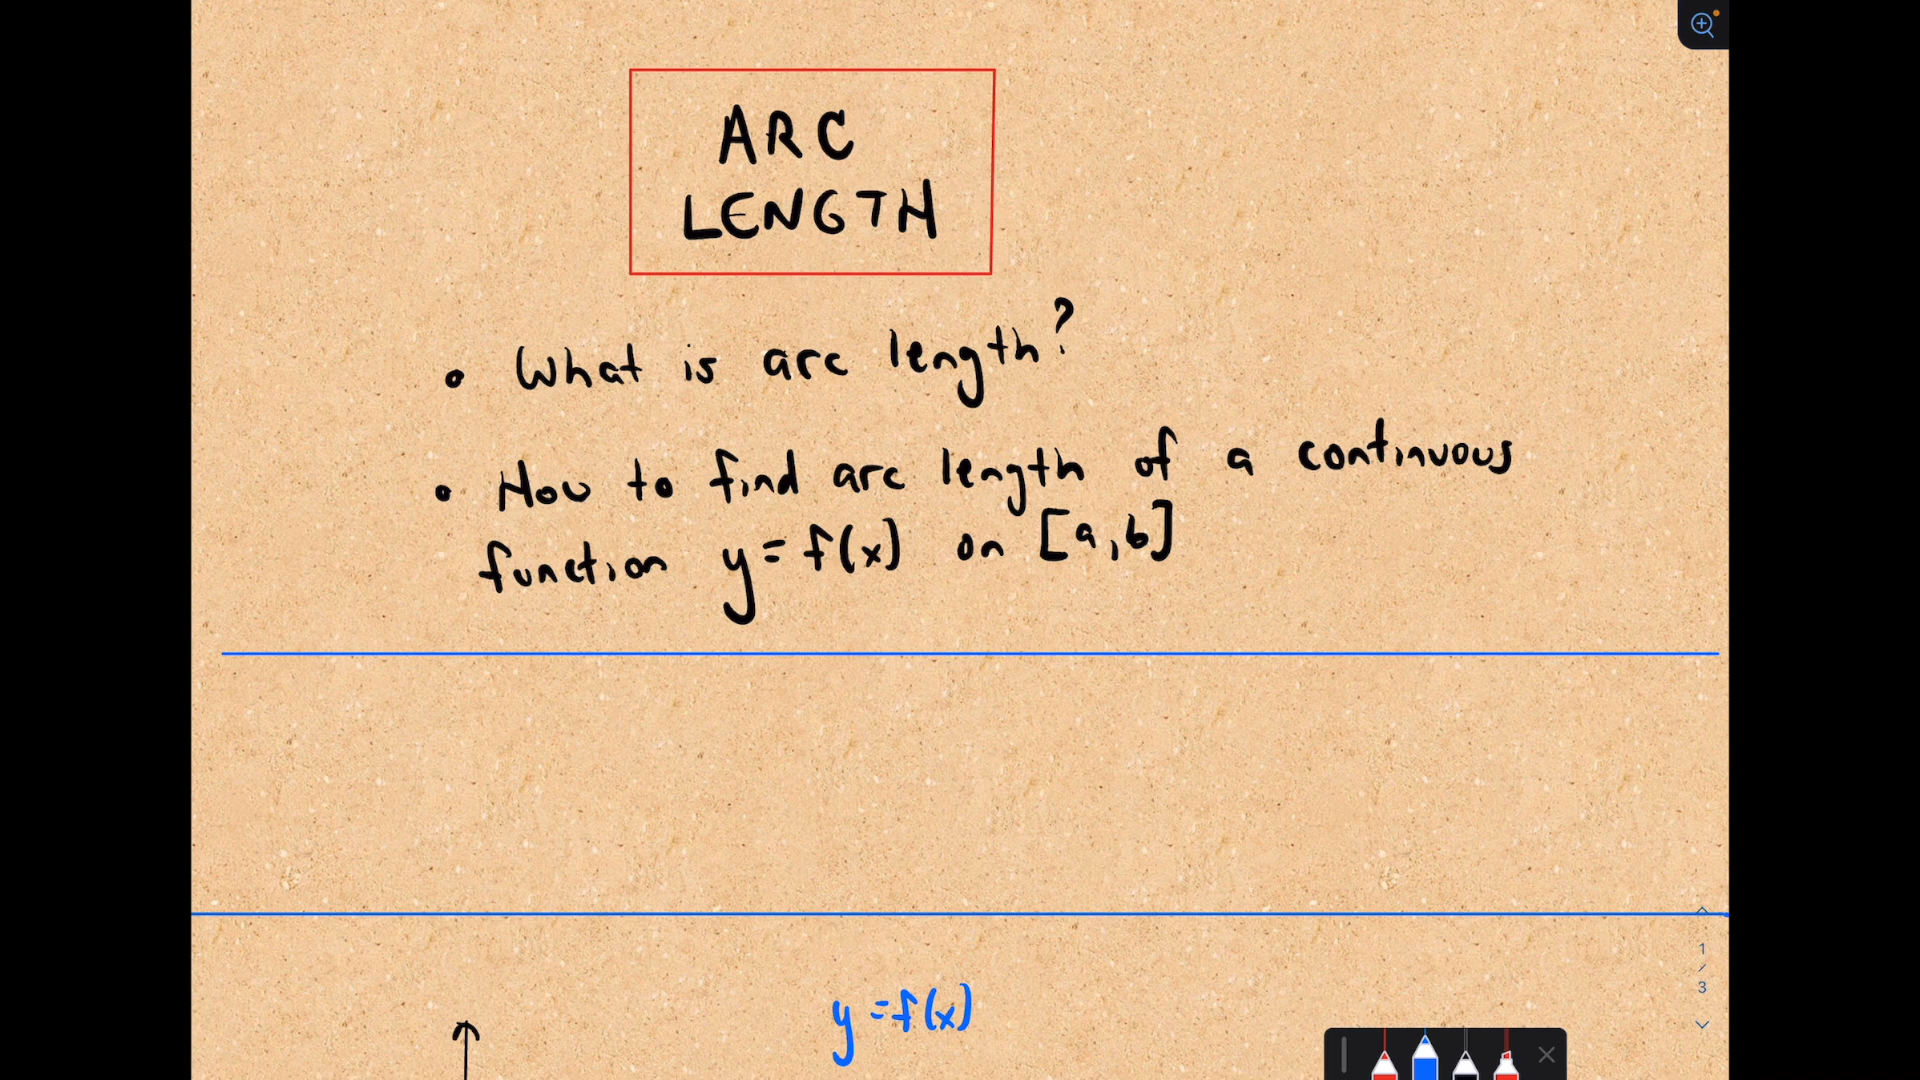 ARC
LENGTH
• What is arc length?
• How to find arc length of a continuous
function y = f(x) on [a,b]
1
/
3
y = f(x)